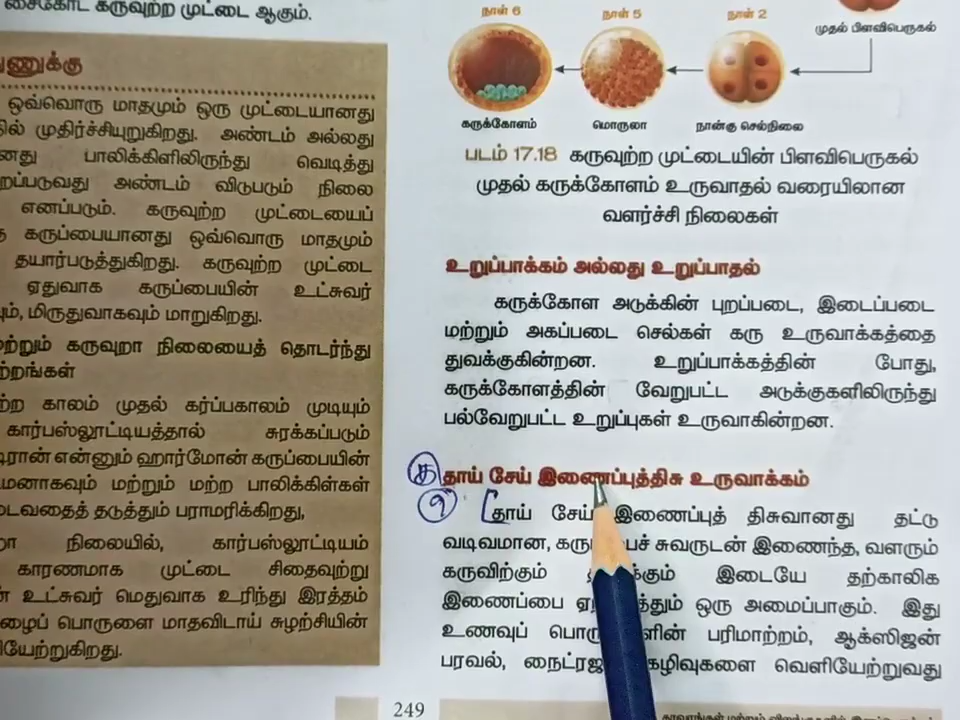 சைகோட் கருவுற்ற முட்டை ஆகும்.
ஒவ்வொரு மாதமும் ஒரு முட்டையானது
முதிர்ச்சியுறுகிறது. அண்டம் அல்லது
பாலிக்கிளிலிருந்து வெடித்து
அண்டம் விடுபடும் நிலை
எனப்படும். கருவுற்ற முட்டையைப்
கருப்பையானது ஒவ்வொரு மாதமும்
தயார்படுத்துகிறது. கருவுற்ற முட்டை
ஏதுவாக கருப்பையின் உட்சுவர்
மிருதுவாகவும் மாறுகிறது.
மற்றும் கருவுறா நிலையைத் தொடர்ந்து
காலம் முதல் கர்ப்பகாலம் முடியும்
கார்பஸ்லூட்டியத்தால் சுரக்கப்படும்
என்னும் ஹார்மோன் கருப்பையின்
மற்றும் மற்ற பாலிக்கிள்கள்
தடுத்தும் பராமரிக்கிறது,
நிலையில், கார்பஸ்லூட்டியம்
காரணமாக முட்டை சிதைவுற்று
உட்சுவர் மெதுவாக உரிந்து இரத்தம்
பொருளை மாதவிடாய் சுழற்சியின்
நாள் 6 நாள் 5 நாள் 2
முதல் பிளவிபெருகல்
கருக்கோளம் மொருலா நான்கு செல்நிலை
படம் 17.18 கருவுற்ற முட்டையின் பிளவிபெருகல்
முதல் கருக்கோளம் உருவாதல் வரையிலான
வளர்ச்சி நிலைகள்
உறுப்பாக்கம் அல்லது உறுப்பாதல்
கருக்கோள அடுக்கின் புறப்படை, இடைப்படை
மற்றும் அகப்படை செல்கள் கரு உருவாக்கத்தை
துவக்குகின்றன. உறுப்பாக்கத்தின் போது,
கருக்கோளத்தின் வேறுபட்ட அடுக்குகளிலிருந்து
பல்வேறுபட்ட உறுப்புகள் உருவாகின்றன.
தாய் சேய் இணைப்புத்திசு உருவாக்கம்
தாய் சேய் இணைப்புத் திசுவானது தட்டு
வடிவமான, சுவருடன் இணைந்த, வளரும்
கருவிற்கும் இடையே தற்காலிக
இணைப்பை ஒரு அமைப்பாகும். இது
உணவுப் பரிமாற்றம், ஆக்ஸிஜன்
பரவல், வெளியேற்றுவது
249